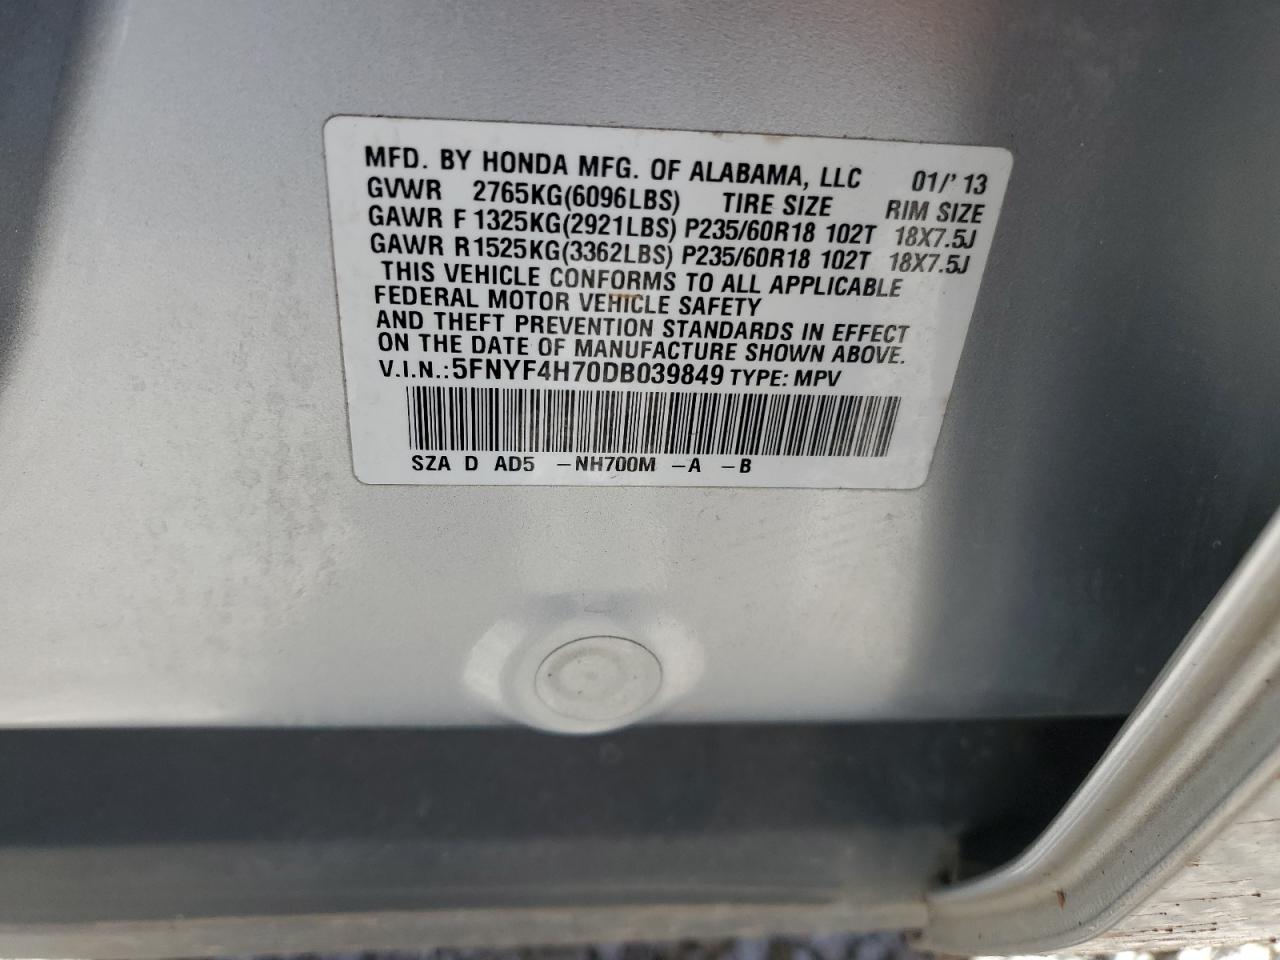 MFD. BY HONDA MFG. OF ALABAMA, LLC 01/' 13
GVWR 2765KG(6096LBS) TIRE SIZE RIM SIZE
GAWR F 1325KG(2921LBS) P235/60R18 102T 18X7.5J
GAWR R 1525KG(3362LBS) P235/60R18 102T 18X7.5J
THIS VEHICLE CONFORMS TO ALL APPLICABLE
FEDERAL MOTOR VEHICLE SAFETY
AND THEFT PREVENTION STANDARDS IN EFFECT
ON THE DATE OF MANUFACTURE SHOWN ABOVE.
V.I.N.:5FNYF4H70DB039849 TYPE: MPV
SZA D AD5 -NH700M -A -B